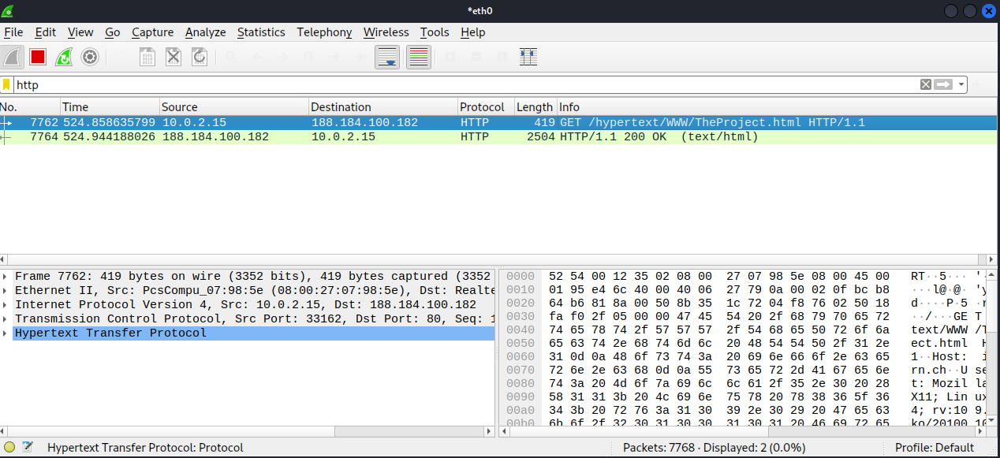 *eth0
File Edit View Go Capture Analyze Statistics Telephony Wireless Tools Help
http
No. Time Source Destination Protocol Length Info
7762 524.858635799 10.0.2.15 188.184.100.182 HTTP 419 GET /hypertext/WWW/TheProject.html HTTP/1.1
7764 524.944188026 188.184.100.182 10.0.2.15 HTTP 2504 HTTP/1.1 200 OK (text/html)
Frame 7762: 419 bytes on wire (3352 bits), 419 bytes captured (3352
Ethernet II, Src: PcsCompu_07:98:5e (08:00:27:07:98:5e), Dst: Realte
Internet Protocol Version 4, Src: 10.0.2.15, Dst: 188.184.100.182
Transmission Control Protocol, Src Port: 33162, Dst Port: 80, Seq: 1
Hypertext Transfer Protocol
0000 52 54 00 12 35 02 08 00 27 07 98 5e 08 00 45 00 RT··5··· '
0010 01 95 e4 6c 40 00 40 06 27 79 0a 00 02 0f bc b8 ···l@·@· 'y
0020 64 b6 81 8a 00 50 8b 35 1c 72 04 f8 76 02 50 18 d····P·5 ·r
0030 fa f0 2f 05 00 00 47 45 54 20 2f 68 79 70 65 72 ··/···GE T
0040 74 65 78 74 2f 57 57 57 2f 54 68 65 50 72 6f 6a text/WWW /T
0050 65 63 74 2e 68 74 6d 6c 20 48 54 54 50 2f 31 2e ect.html H
0060 31 0d 0a 48 6f 73 74 3a 20 69 6e 66 6f 2e 63 65 1··Host: i
0070 72 6e 2e 63 68 0d 0a 55 73 65 72 2d 41 67 65 6e rn.ch··U se
0080 74 3a 20 4d 6f 7a 69 6c 6c 61 2f 35 2e 30 20 28 t: Mozil la
0090 58 31 31 3b 20 4c 69 6e 75 78 20 78 38 36 5f 36 X11; Lin ux
00a0 34 3b 20 72 76 3a 31 30 39 2e 30 29 20 47 65 63 4; rv:10 9.
00b0 6b 6f 2f 32 30 31 30 30 31 30 31 20 46 69 72 65 ko/20100 10
Hypertext Transfer Protocol: Protocol Packets: 7768 · Displayed: 2 (0.0%) Profile: Default